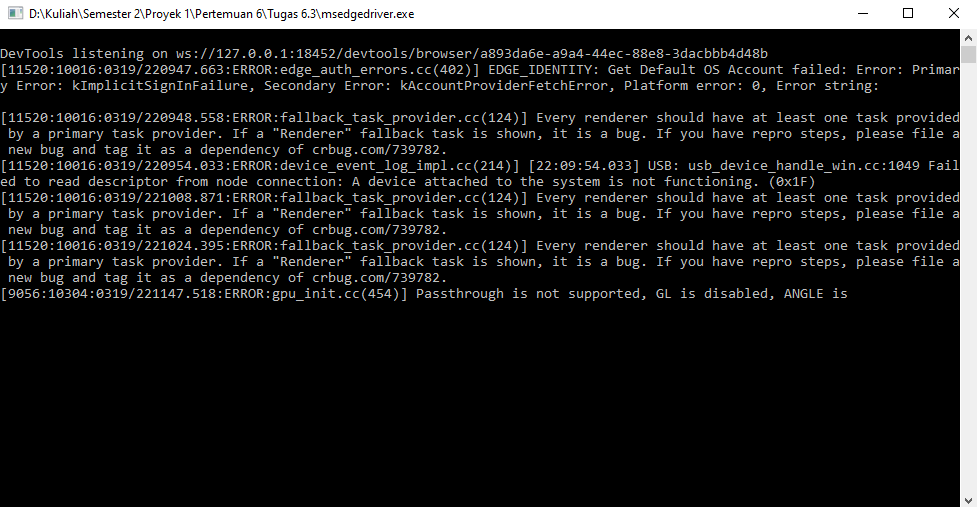 D:\Kuliah\Semester 2\Proyek 1\Pertemuan 6\Tugas 6.3\msedgedriver.exe
DevTools listening on ws://127.0.0.1:18452/devtools/browser/a893da6e-a9a4-44ec-88e8-3dacbbb4d48b
[11520:10016:0319/220947.663:ERROR:edge_auth_errors.cc(402)] EDGE_IDENTITY: Get Default OS Account failed: Error: Primar
y Error: kImplicitSignInFailure, Secondary Error: kAccountProviderFetchError, Platform error: 0, Error string:
[11520:10016:0319/220948.558:ERROR:fallback_task_provider.cc(124)] Every renderer should have at least one task provided
 by a primary task provider. If a "Renderer" fallback task is shown, it is a bug. If you have repro steps, please file a
 new bug and tag it as a dependency of crbug.com/739782.
[11520:10016:0319/220954.033:ERROR:device_event_log_impl.cc(214)] [22:09:54.033] USB: usb_device_handle_win.cc:1049 Fail
ed to read descriptor from node connection: A device attached to the system is not functioning. (0x1F)
[11520:10016:0319/221008.871:ERROR:fallback_task_provider.cc(124)] Every renderer should have at least one task provided
 by a primary task provider. If a "Renderer" fallback task is shown, it is a bug. If you have repro steps, please file a
 new bug and tag it as a dependency of crbug.com/739782.
[11520:10016:0319/221024.395:ERROR:fallback_task_provider.cc(124)] Every renderer should have at least one task provided
 by a primary task provider. If a "Renderer" fallback task is shown, it is a bug. If you have repro steps, please file a
 new bug and tag it as a dependency of crbug.com/739782.
[9056:10304:0319/221147.518:ERROR:gpu_init.cc(454)] Passthrough is not supported, GL is disabled, ANGLE is